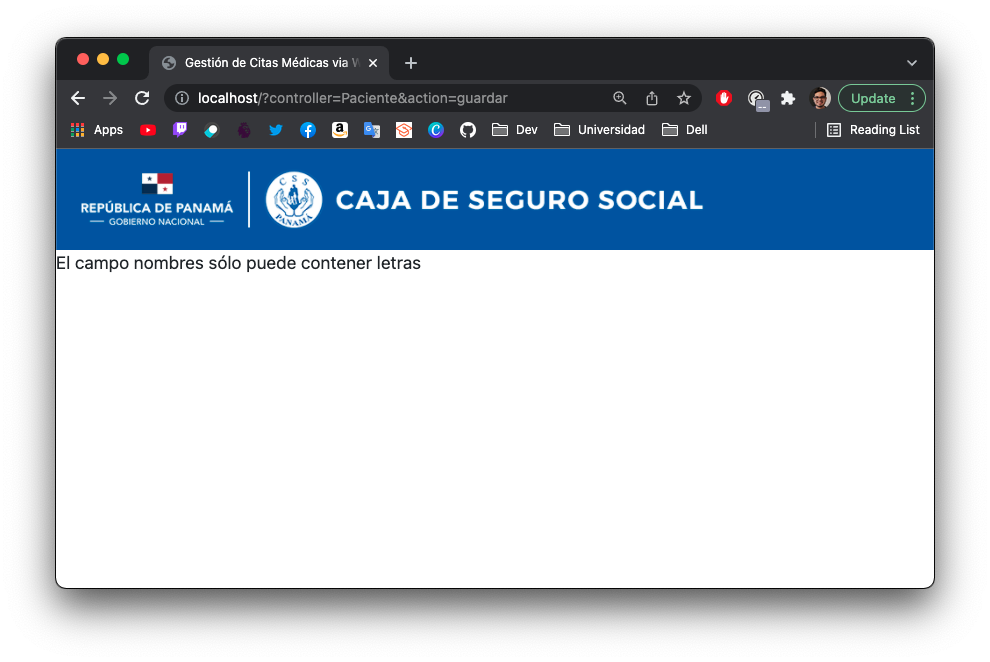 Gestión de Citas Médicas via W
localhost/?controller=Paciente&action=guardar
Update
Apps
Dev
Universidad
Dell
Reading List
REPÚBLICA DE PANAMÁ
— GOBIERNO NACIONAL —
CSS
PANAMÁ
CAJA DE SEGURO SOCIAL
El campo nombres sólo puede contener letras